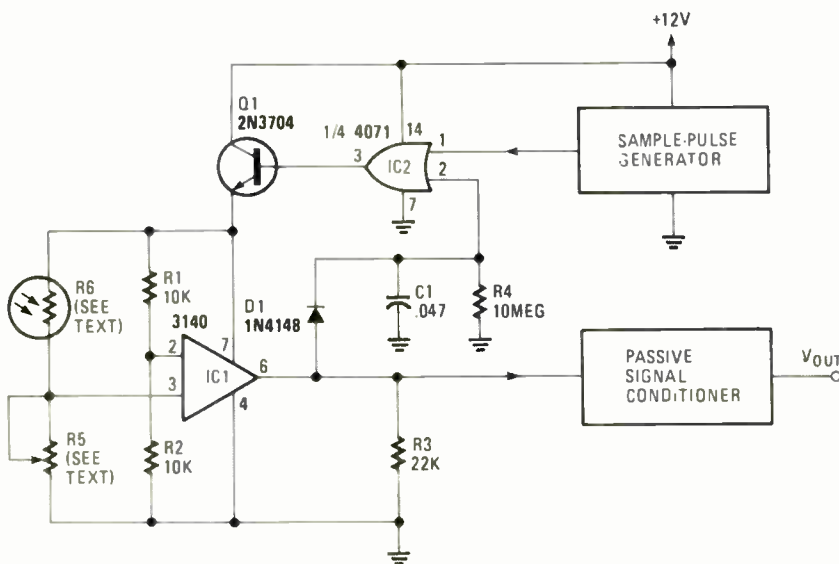 +12V
Q1
2N3704
1/4 4071
14
1
3
IC2
2
7
SAMPLE-PULSE
GENERATOR
R6
(SEE
TEXT)
R1
10K
D1
1N4148
C1
.047
R4
10MEG
3140
2
7
IC1
6
3
4
PASSIVE
SIGNAL
CONDITIONER
VOUT
R5
(SEE
TEXT)
R2
10K
R3
22K